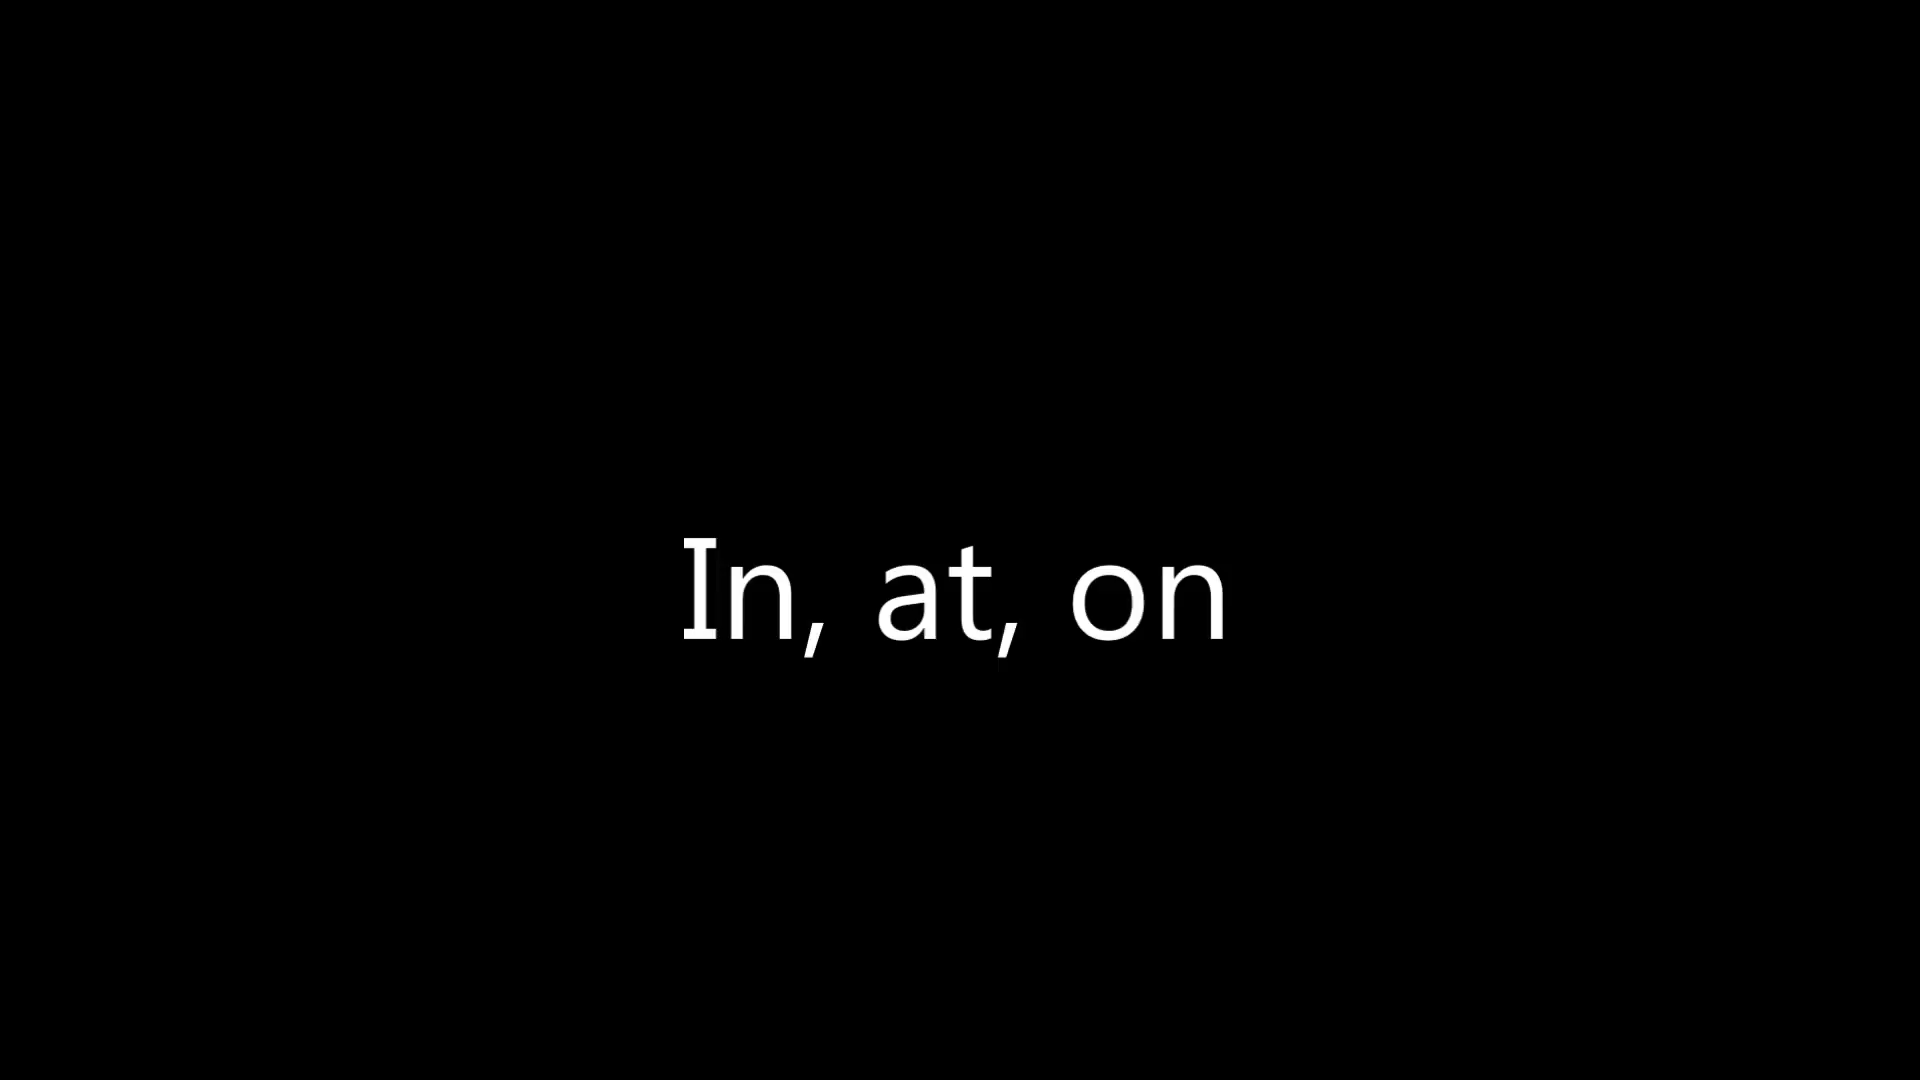 In, at, on